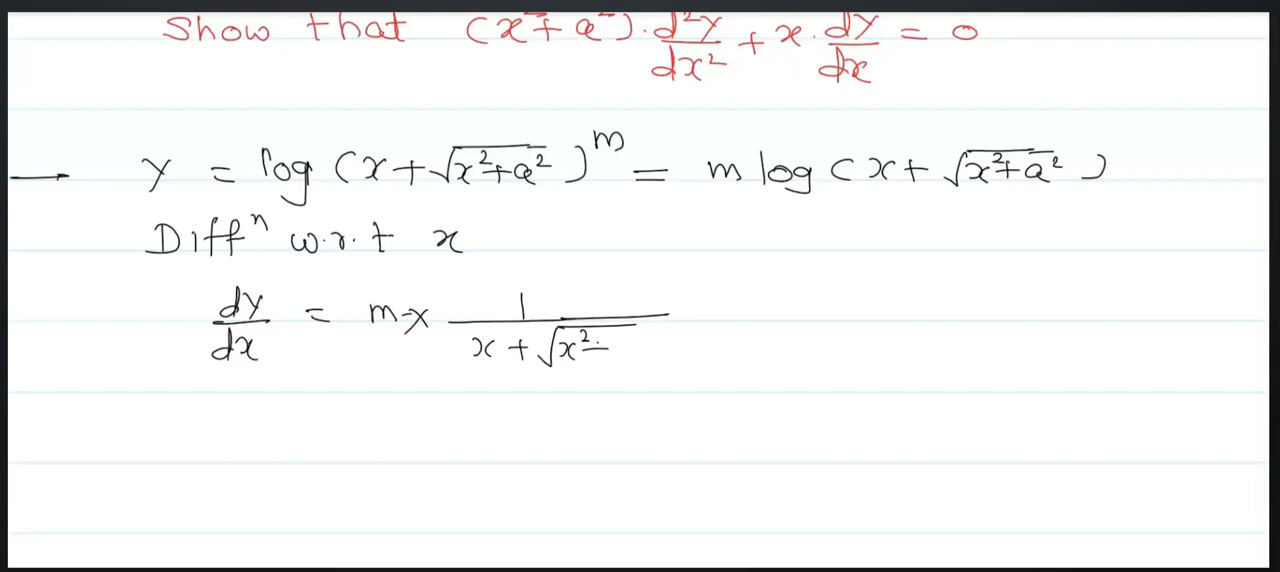 Show that (x²+a²)·d²y/dx² + x·dy/dx = 0
Y = log(x+√x²+a²)^m = m log(x+√x²+a²)
Diffⁿ w.r.t x
dy/dx = m × 1/(x+√x²